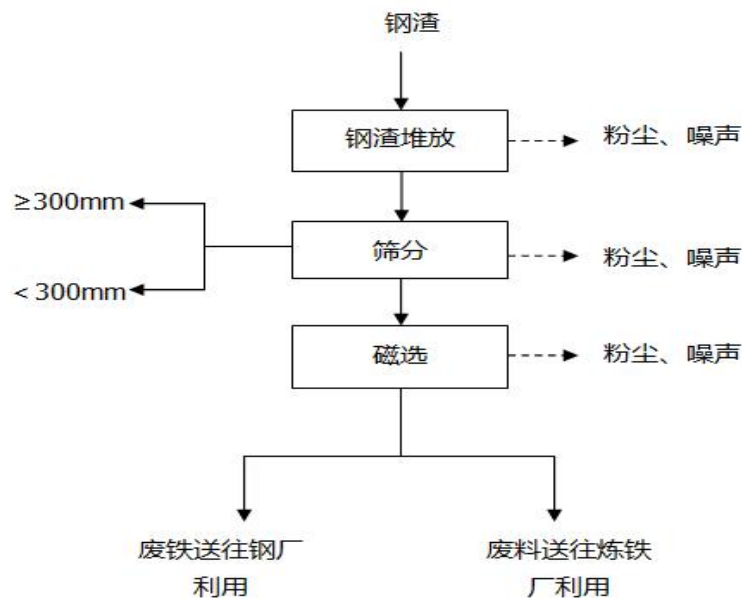 钢渣
钢渣堆放
粉尘、噪声
≥300mm
筛分
粉尘、噪声
<300mm
磁选
粉尘、噪声
废铁送往钢厂
利用
废料送往炼铁
厂利用